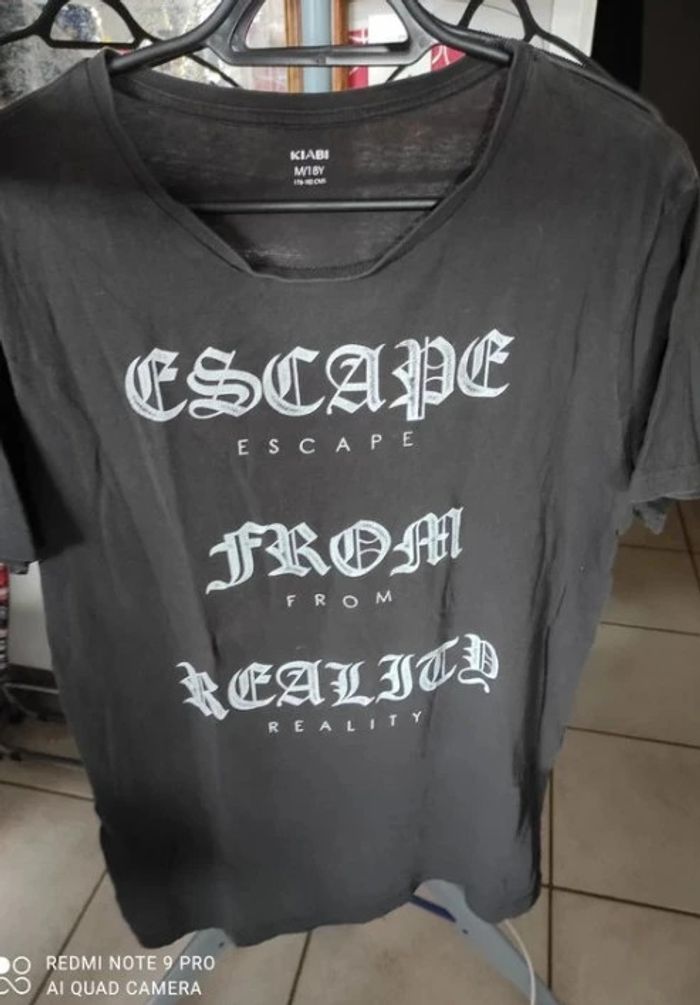 KIABI
M/18Y
ESCAPE
ESCAPE
FROM
FROM
REALITY
REALITY
REDMI NOTE 9 PRO
AI QUAD CAMERA